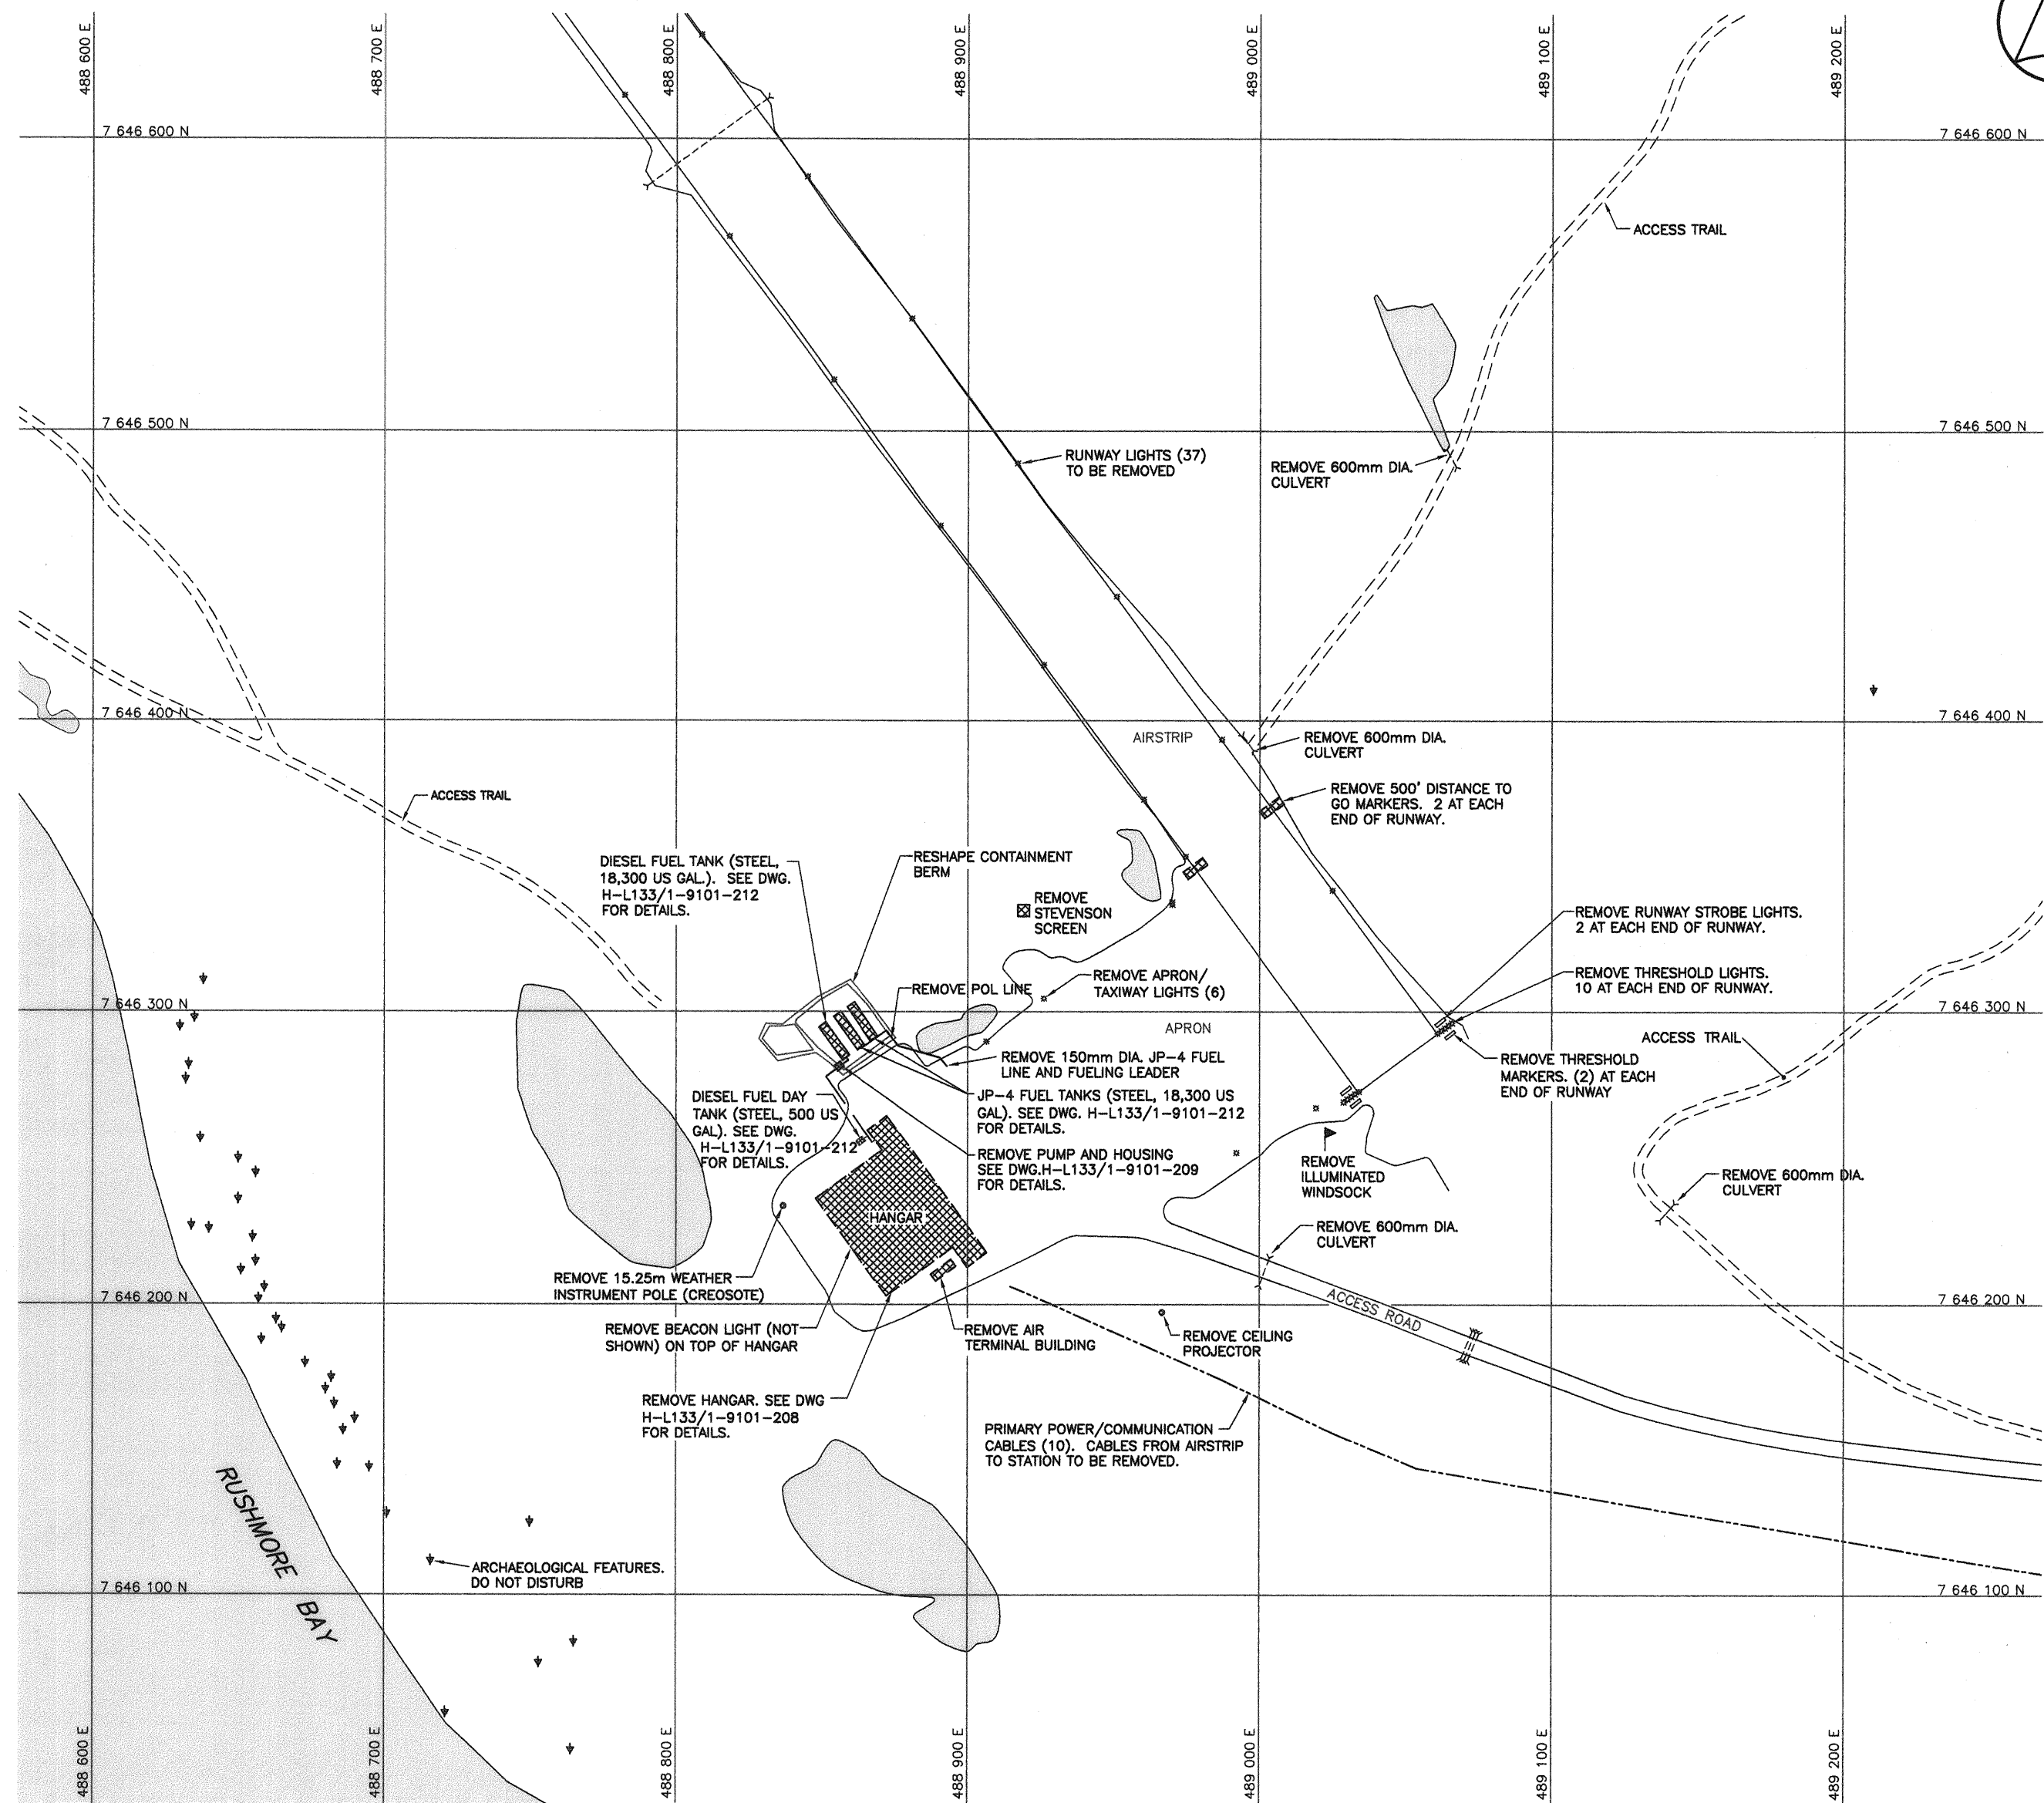 488 600 E
488 700 E
488 800 E
488 900 E
489 000 E
489 100 E
489 200 E
7 646 600 N
7 646 600 N
ACCESS TRAIL
7 646 500 N
7 646 500 N
RUNWAY LIGHTS (37)
TO BE REMOVED
REMOVE 600mm DIA.
CULVERT
7 646 400 N
7 646 400 N
AIRSTRIP
REMOVE 600mm DIA.
CULVERT
REMOVE 500' DISTANCE TO
GO MARKERS. 2 AT EACH
END OF RUNWAY.
ACCESS TRAIL
DIESEL FUEL TANK (STEEL,
18,300 US GAL.). SEE DWG.
H-L133/1-9101-212
FOR DETAILS.
RESHAPE CONTAINMENT
BERM
REMOVE
STEVENSON
SCREEN
REMOVE RUNWAY STROBE LIGHTS.
2 AT EACH END OF RUNWAY.
REMOVE THRESHOLD LIGHTS.
10 AT EACH END OF RUNWAY.
REMOVE POL LINE
REMOVE APRON/
TAXIWAY LIGHTS (6)
7 646 300 N
7 646 300 N
APRON
ACCESS TRAIL
REMOVE 150mm DIA. JP-4 FUEL
LINE AND FUELING LEADER
REMOVE THRESHOLD
MARKERS. (2) AT EACH
END OF RUNWAY
DIESEL FUEL DAY
TANK (STEEL, 500 US
GAL). SEE DWG.
H-L133/1-9101-212
FOR DETAILS.
JP-4 FUEL TANKS (STEEL, 18,300 US
GAL). SEE DWG. H-L133/1-9101-212
FOR DETAILS.
REMOVE PUMP AND HOUSING
SEE DWG.H-L133/1-9101-209
FOR DETAILS.
REMOVE
ILLUMINATED
WINDSOCK
REMOVE 600mm DIA.
CULVERT
HANGAR
REMOVE 600mm DIA.
CULVERT
REMOVE 15.25m WEATHER
INSTRUMENT POLE (CREOSOTE)
7 646 200 N
7 646 200 N
ACCESS ROAD
REMOVE BEACON LIGHT (NOT
SHOWN) ON TOP OF HANGAR
REMOVE AIR
TERMINAL BUILDING
REMOVE CEILING
PROJECTOR
REMOVE HANGAR. SEE DWG
H-L133/1-9101-208
FOR DETAILS.
PRIMARY POWER/COMMUNICATION
CABLES (10). CABLES FROM AIRSTRIP
TO STATION TO BE REMOVED.
RUSHMORE
BAY
ARCHAEOLOGICAL FEATURES.
DO NOT DISTURB
7 646 100 N
7 646 100 N
488 600 E
488 700 E
488 800 E
488 900 E
489 000 E
489 100 E
489 200 E